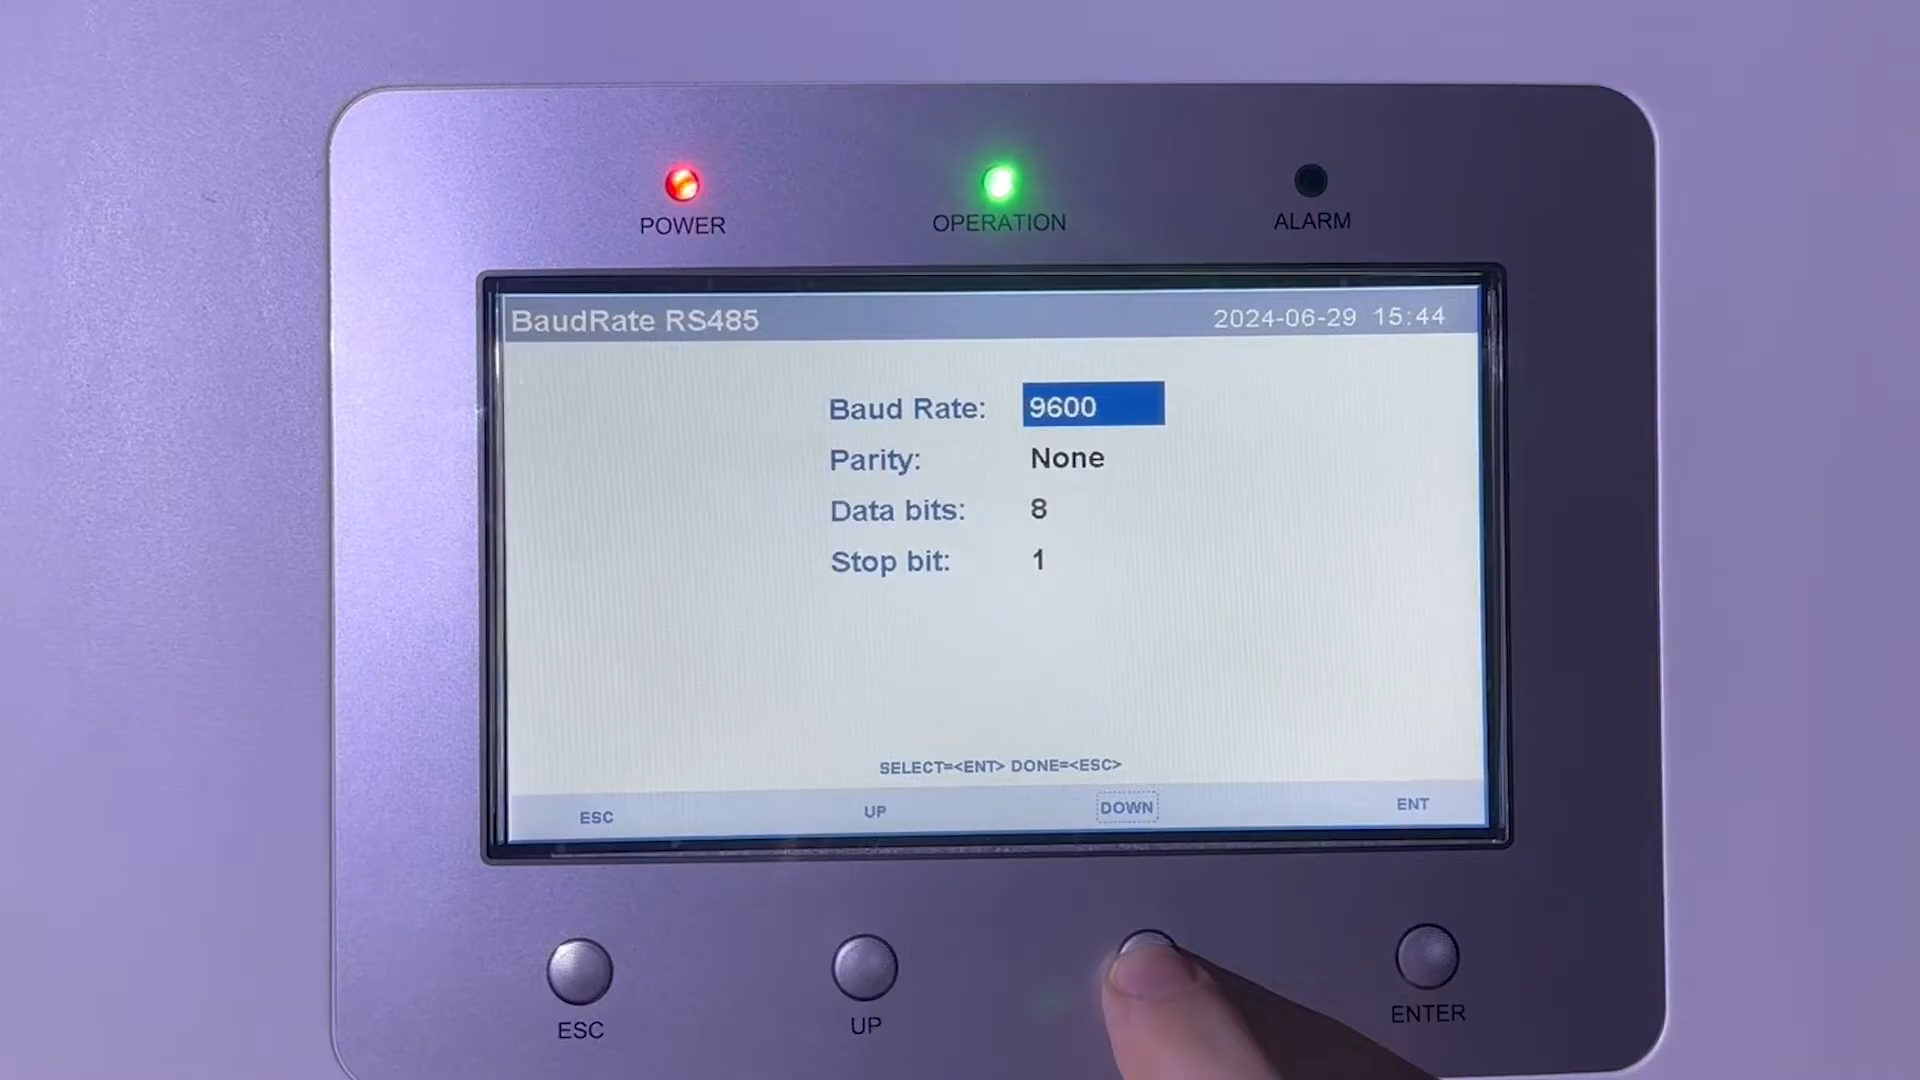 POWER
OPERATION
ALARM
BaudRate RS485 2024-06-29 15:44
Baud Rate: 9600
Parity: None
Data bits: 8
Stop bit: 1
SELECT=<ENT> DONE=<ESC>
ESC UP DOWN ENT
ESC UP ENTER